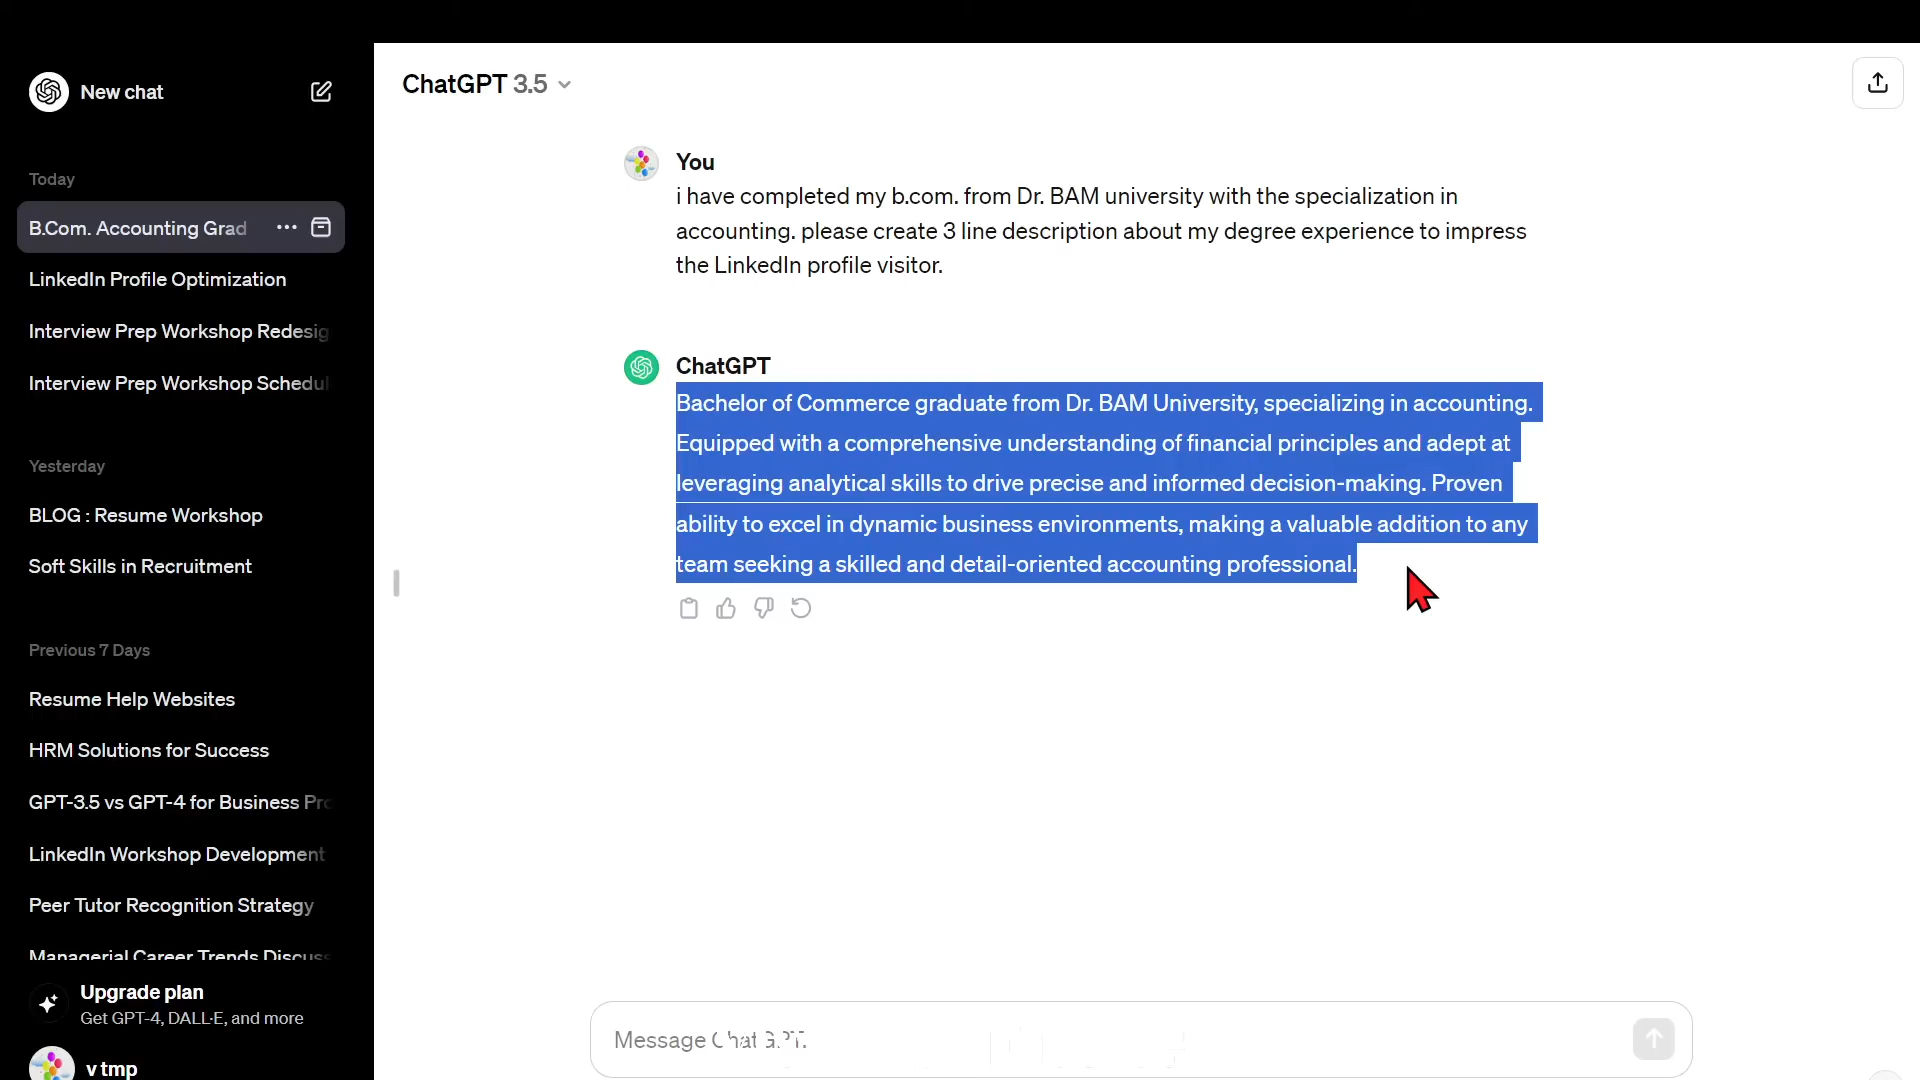 New chat
Today
B.Com. Accounting Grad
LinkedIn Profile Optimization
Interview Prep Workshop Redesig
Interview Prep Workshop Schedul
Yesterday
BLOG : Resume Workshop
Soft Skills in Recruitment
Previous 7 Days
Resume Help Websites
HRM Solutions for Success
GPT-3.5 vs GPT-4 for Business Pro
LinkedIn Workshop Development
Peer Tutor Recognition Strategy
Managerial Career Trends Discuss
Upgrade plan
Get GPT-4, DALL·E, and more
v tmp
ChatGPT 3.5
You
i have completed my b.com. from Dr. BAM university with the specialization in
accounting. please create 3 line description about my degree experience to impress
the LinkedIn profile visitor.
ChatGPT
Bachelor of Commerce graduate from Dr. BAM University, specializing in accounting.
Equipped with a comprehensive understanding of financial principles and adept at
leveraging analytical skills to drive precise and informed decision-making. Proven
ability to excel in dynamic business environments, making a valuable addition to any
team seeking a skilled and detail-oriented accounting professional.
Message ChatGPT...